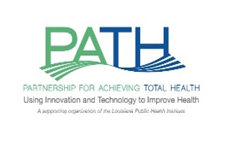 PATH
PARTNERSHIP FOR ACHIEVING TOTAL HEALTH
Using Innovation and Technology to Improve Health
A supporting organization of the Louisiana Public Health Institute